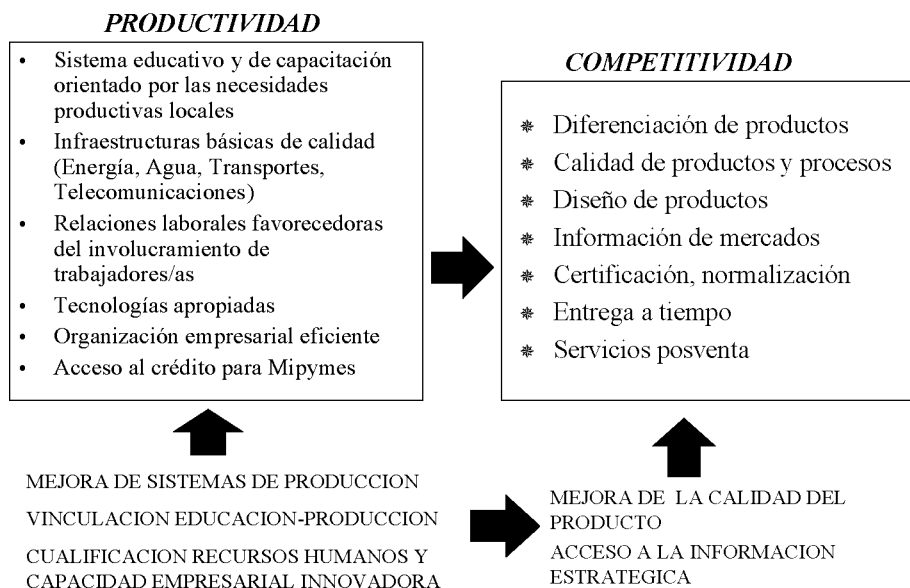 PRODUCTIVIDAD
• Sistema educativo y de capacitación
orientado por las necesidades
productivas locales
• Infraestructuras básicas de calidad
(Energía, Agua, Transportes,
Telecomunicaciones)
• Relaciones laborales favorecedoras
del involucramiento de
trabajadores/as
• Tecnologías apropiadas
• Organización empresarial eficiente
• Acceso al crédito para Mipymes
COMPETITIVIDAD
* Diferenciación de productos
* Calidad de productos y procesos
* Diseño de productos
* Información de mercados
* Certificación, normalización
* Entrega a tiempo
* Servicios posventa
MEJORA DE SISTEMAS DE PRODUCCION
VINCULACION EDUCACION-PRODUCCION
CUALIFICACION RECURSOS HUMANOS Y
CAPACIDAD EMPRESARIAL INNOVADORA
MEJORA DE LA CALIDAD DEL
PRODUCTO
ACCESO A LA INFORMACION
ESTRATEGICA